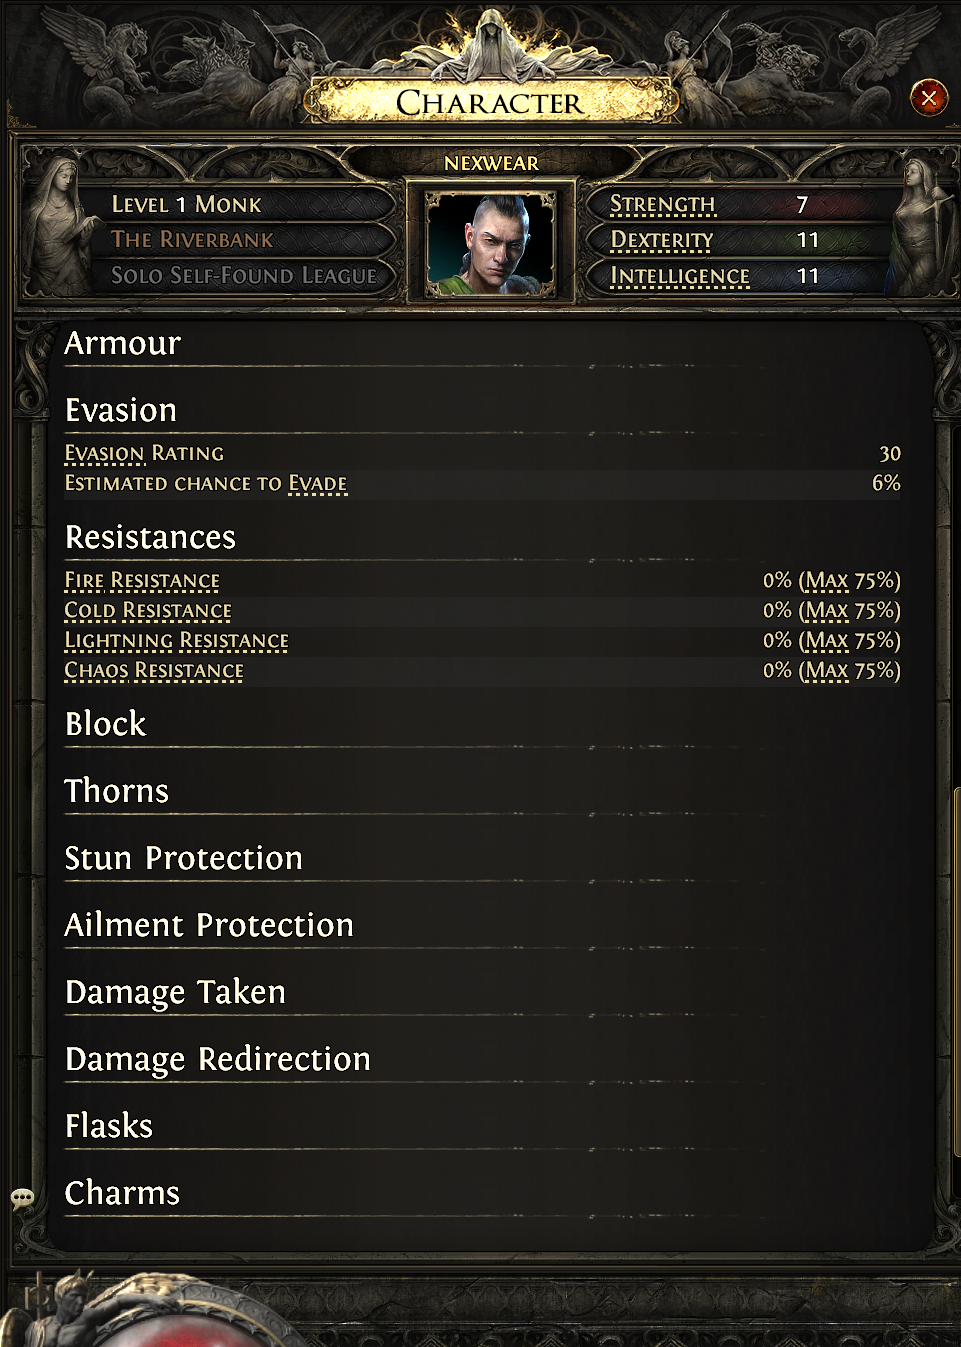 Character
NEXWEAR
Level 1 Monk
The Riverbank
Solo Self-Found League
Strength 7
Dexterity 11
Intelligence 11
Armour
Evasion
Evasion Rating 30
Estimated chance to Evade 6%
Resistances
Fire Resistance 0% (Max 75%)
Cold Resistance 0% (Max 75%)
Lightning Resistance 0% (Max 75%)
Chaos Resistance 0% (Max 75%)
Block
Thorns
Stun Protection
Ailment Protection
Damage Taken
Damage Redirection
Flasks
Charms